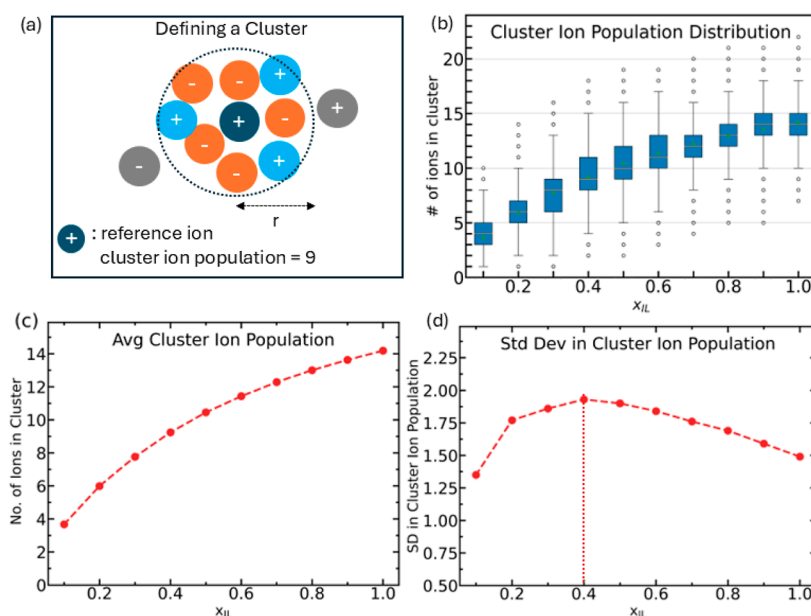 (a)
Defining a Cluster
-
+
-
+
+
-
+
-
+
-
-
r
+ : reference ion
cluster ion population = 9
(b)
Cluster Ion Population Distribution
# of Ions in cluster
20
15
10
5
0
0.2 0.4 0.6 0.8 1.0
x_IL
(c)
Avg Cluster Ion Population
No. of Ions in Cluster
14
12
10
8
6
4
2
0
0.2 0.4 0.6 0.8 1.0
(d)
Std Dev in Cluster Ion Population
SD in Cluster Ion Population
2.25
2.00
1.75
1.50
1.25
1.00
0.75
0.50
0.2 0.4 0.6 0.8 1.0